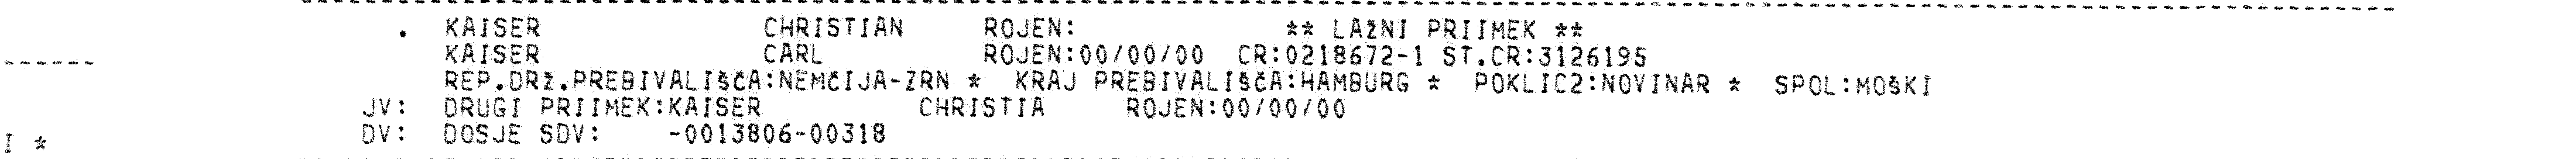 . KAISER CHRISTIAN ROJEN: ** LAŽNI PRIIMEK **
KAISER CARL ROJEN:00/00/00 CR:0218672-1 ŠT.CR:3126195
------
REP.DRŽ.PREBIVALIŠČA:NEMČIJA-ZRN * KRAJ PREBIVALIŠČA:HAMBURG * POKLIC2:NOVINAR * SPOL:MOŠKI
JV: DRUGI PRIIMEK:KAISER CHRISTIA ROJEN:00/00/00
DV: DOSJE SDV: -0013806-00318
I *